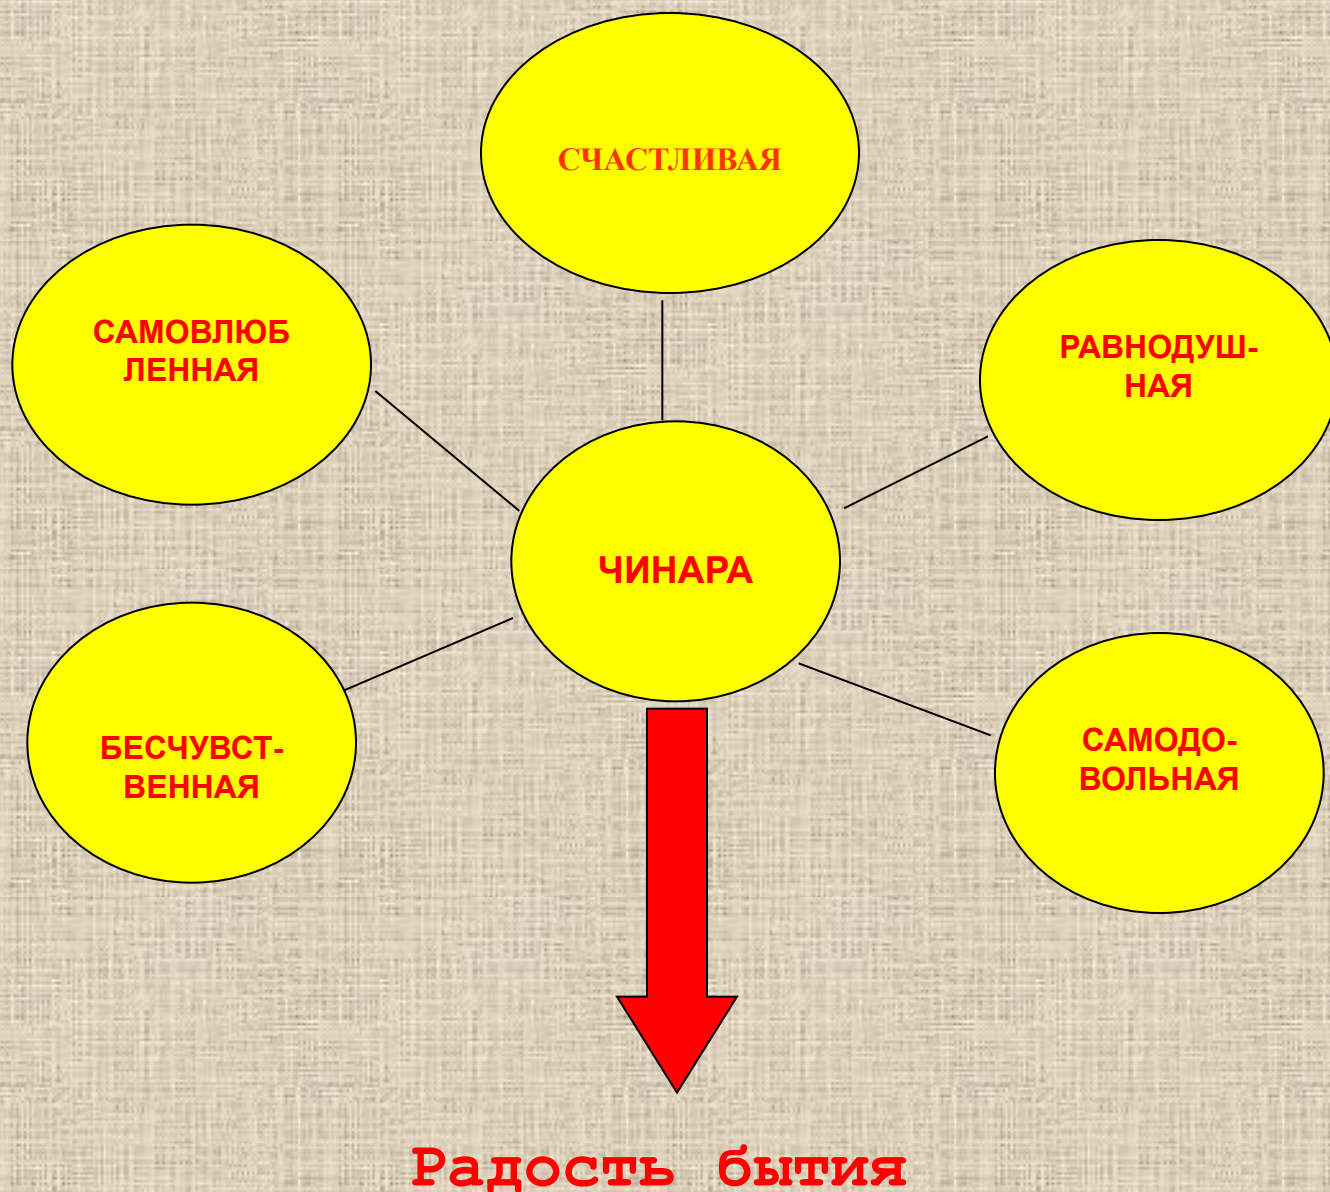 СЧАСТЛИВАЯ
САМОВЛЮБ
ЛЕННАЯ
РАВНОДУШ-
НАЯ
ЧИНАРА
БЕСЧУВСТ-
ВЕННАЯ
САМОДО-
ВОЛЬНАЯ
Радость бытия